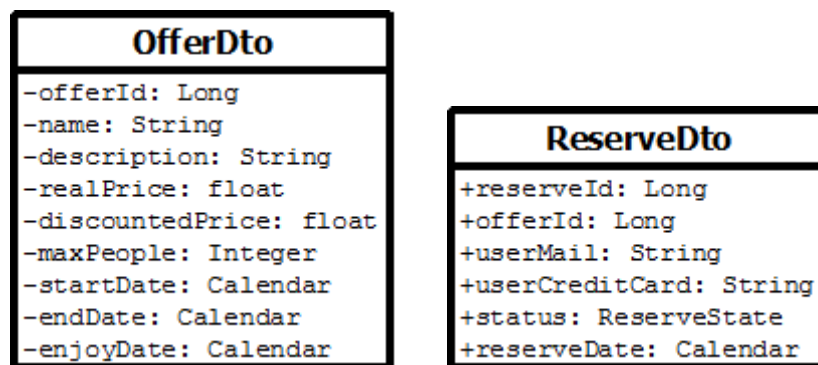 OfferDto
-offerId: Long
-name: String
-description: String
-realPrice: float
-discountedPrice: float
-maxPeople: Integer
-startDate: Calendar
-endDate: Calendar
-enjoyDate: Calendar
ReserveDto
+reserveId: Long
+offerId: Long
+userMail: String
+userCreditCard: String
+status: ReserveState
+reserveDate: Calendar